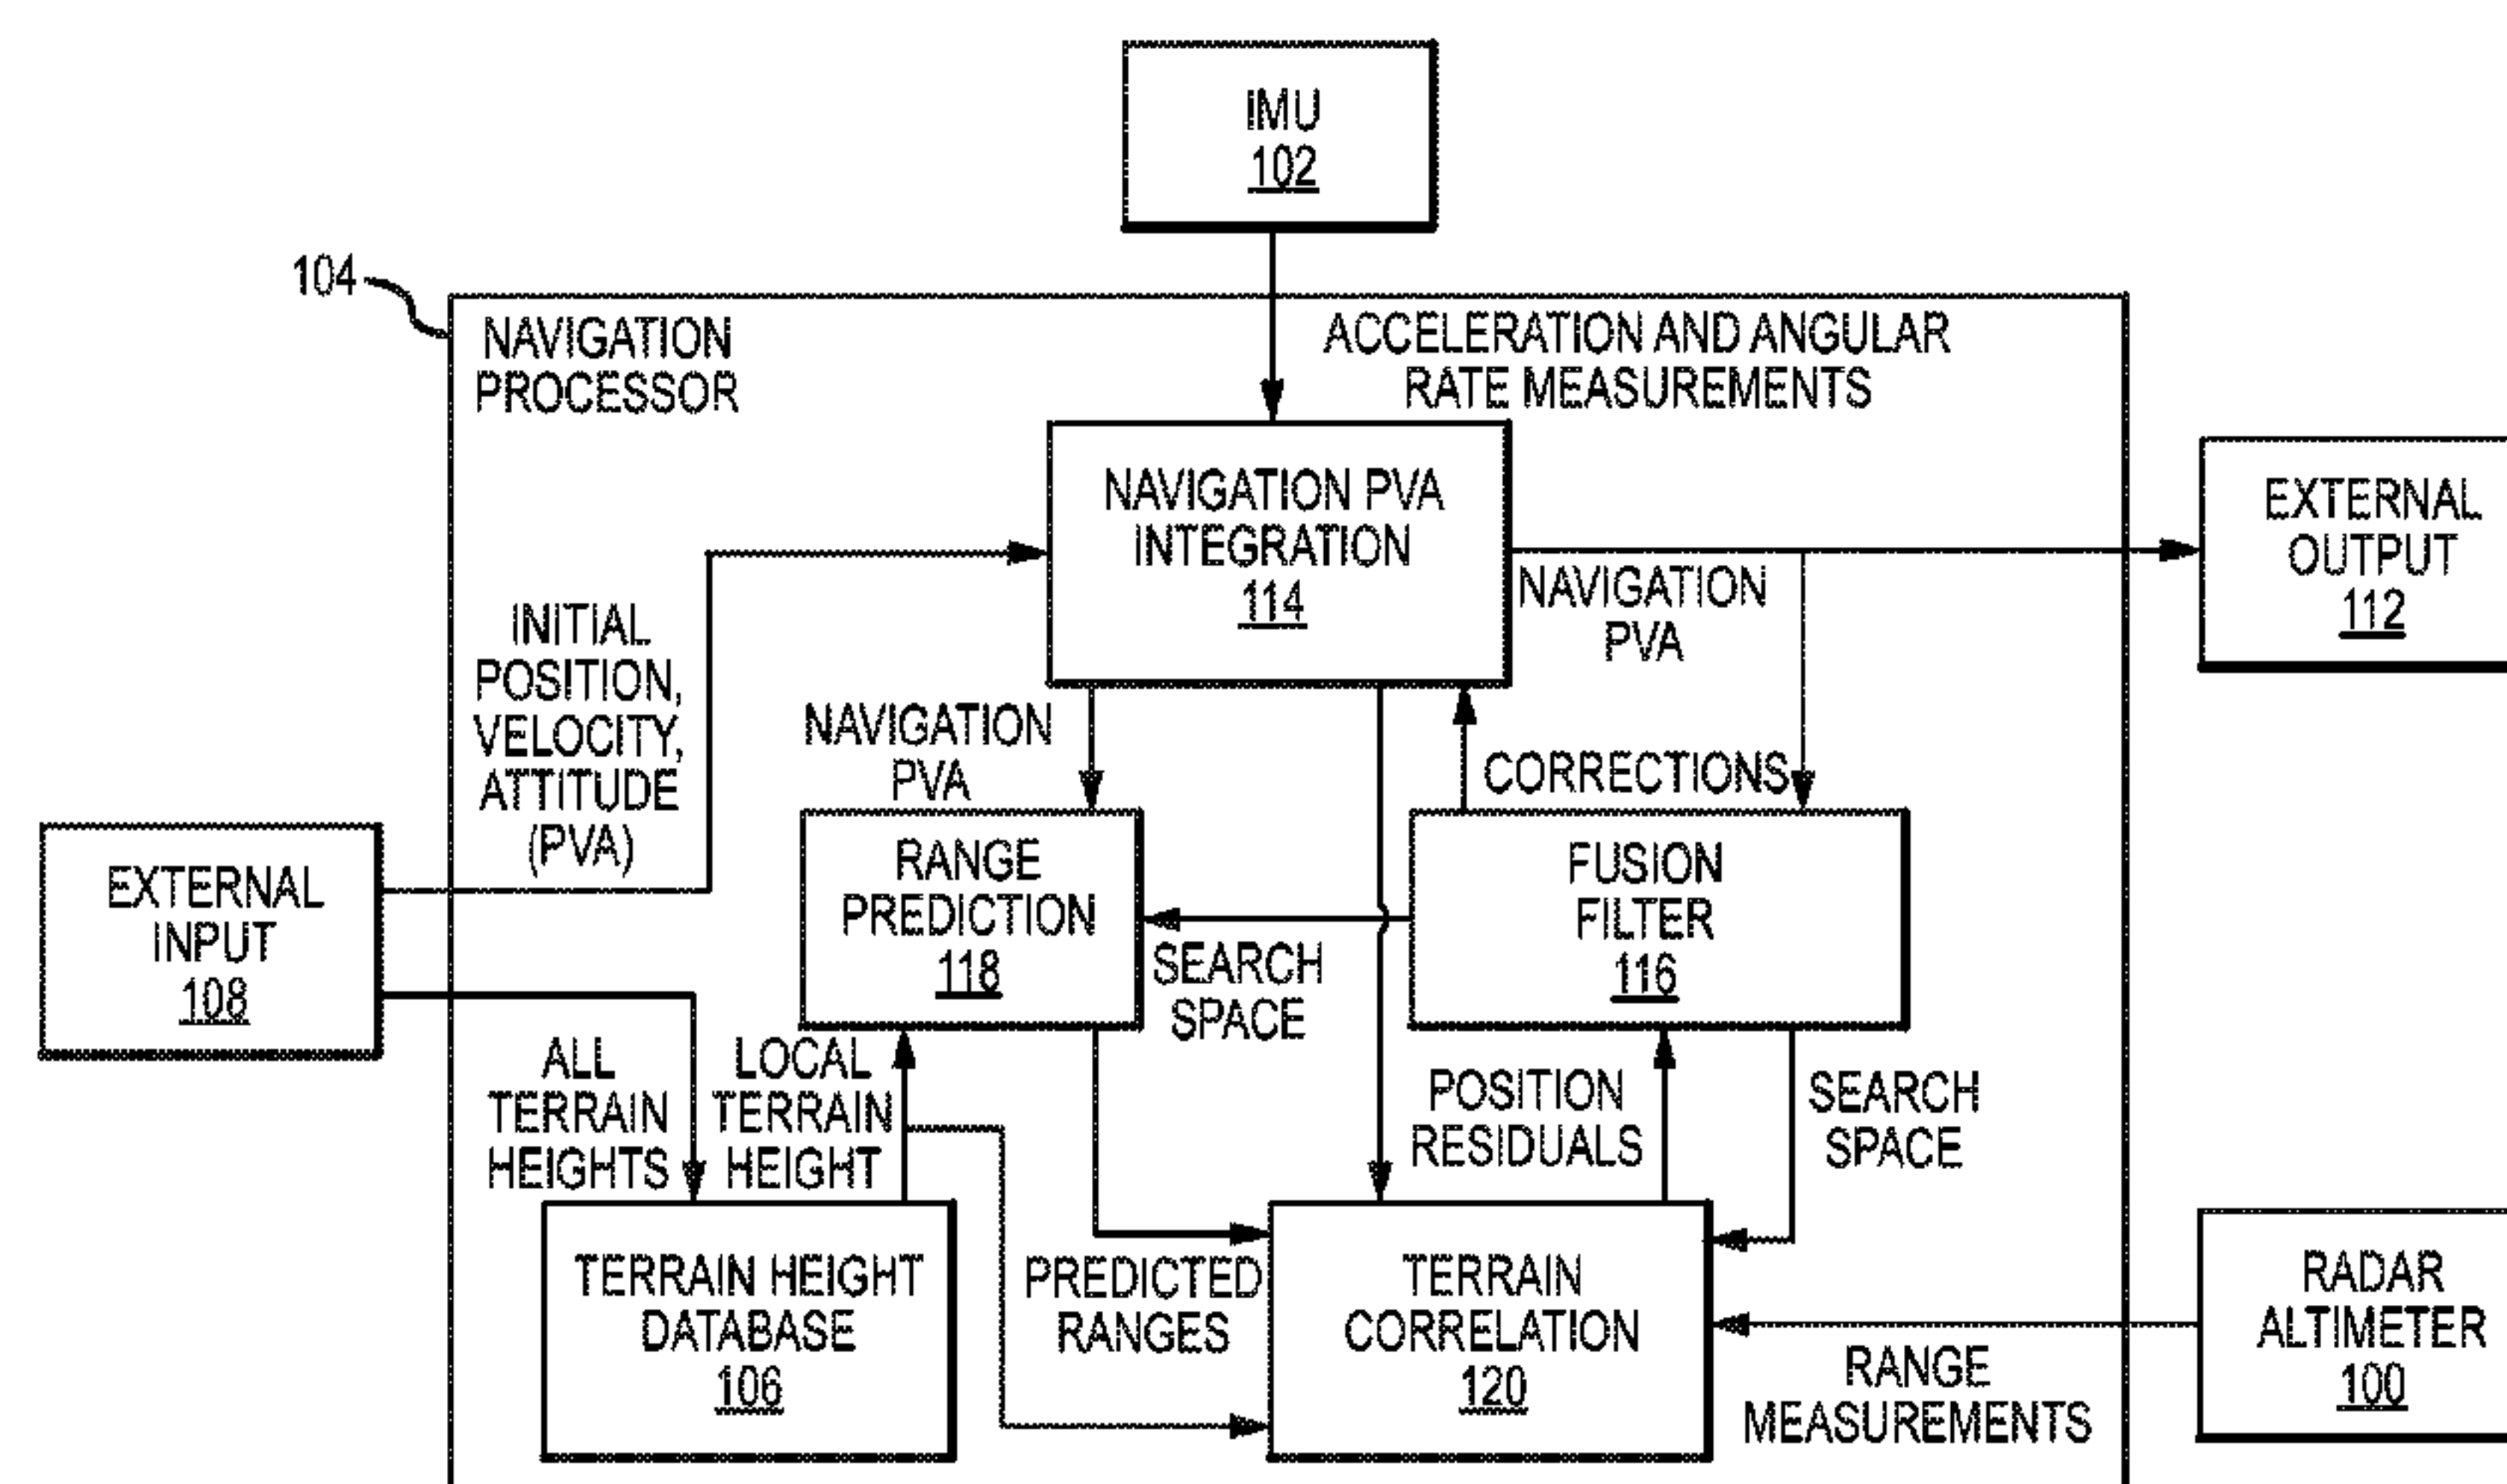 IMU
102
104
NAVIGATION
PROCESSOR
ACCELERATION AND ANGULAR
RATE MEASUREMENTS
NAVIGATION PVA
INTEGRATION
114
EXTERNAL
OUTPUT
112
NAVIGATION
PVA
INITIAL
POSITION,
VELOCITY,
ATTITUDE
(PVA)
NAVIGATION
PVA
CORRECTIONS
EXTERNAL
INPUT
108
RANGE
PREDICTION
118
SEARCH
SPACE
FUSION
FILTER
116
ALL
TERRAIN
HEIGHTS
LOCAL
TERRAIN
HEIGHT
POSITION
RESIDUALS
SEARCH
SPACE
TERRAIN HEIGHT
DATABASE
106
PREDICTED
RANGES
TERRAIN
CORRELATION
120
RANGE
MEASUREMENTS
RADAR
ALTIMETER
100